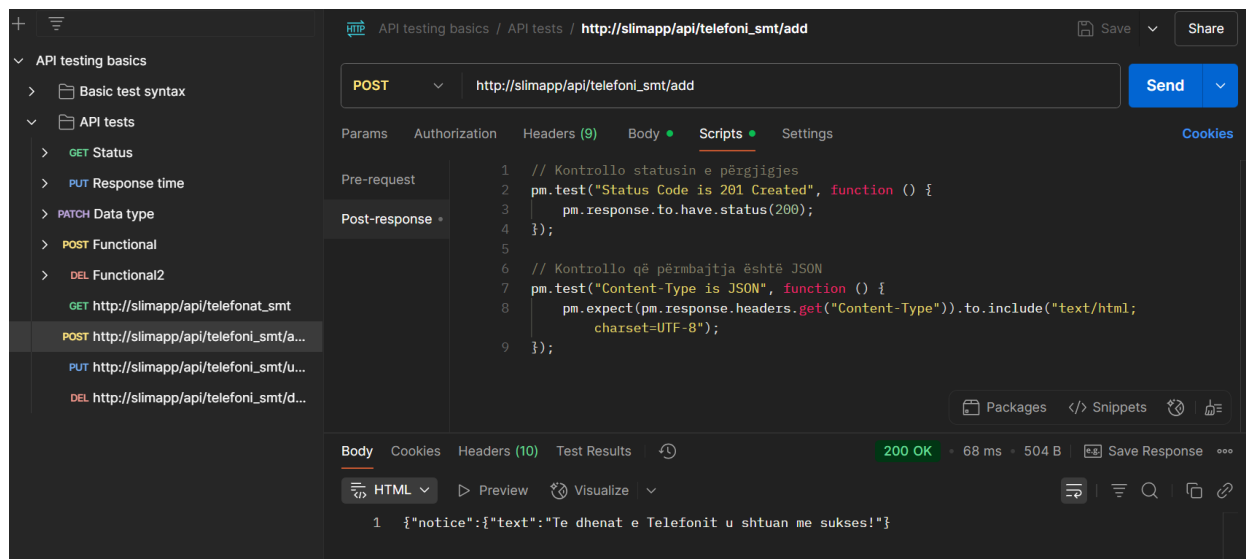 HTTP API testing basics / API tests / http://slimapp/api/telefoni_smt/add Save Share
API testing basics
Basic test syntax
API tests
GET Status
PUT Response time
PATCH Data type
POST Functional
DEL Functional2
GET http://slimapp/api/telefonat_smt
POST http://slimapp/api/telefoni_smt/a...
PUT http://slimapp/api/telefoni_smt/u...
DEL http://slimapp/api/telefoni_smt/d...
POST http://slimapp/api/telefoni_smt/add Send
Params Authorization Headers (9) Body Scripts Settings Cookies
Pre-request
Post-response
1 // Kontrollo statusin e përgjigjes
2 pm.test("Status Code is 201 Created", function () {
3 pm.response.to.have.status(200);
4 });
5
6 // Kontrollo që përmbajtja është JSON
7 pm.test("Content-Type is JSON", function () {
8 pm.expect(pm.response.headers.get("Content-Type")).to.include("text/html;
charset=UTF-8");
9 });
Packages </> Snippets
Body Cookies Headers (10) Test Results 200 OK 68 ms 504 B e.g. Save Response
</> HTML Preview Visualize
1 {"notice":{"text":"Te dhenat e Telefonit u shtuan me sukses!"}